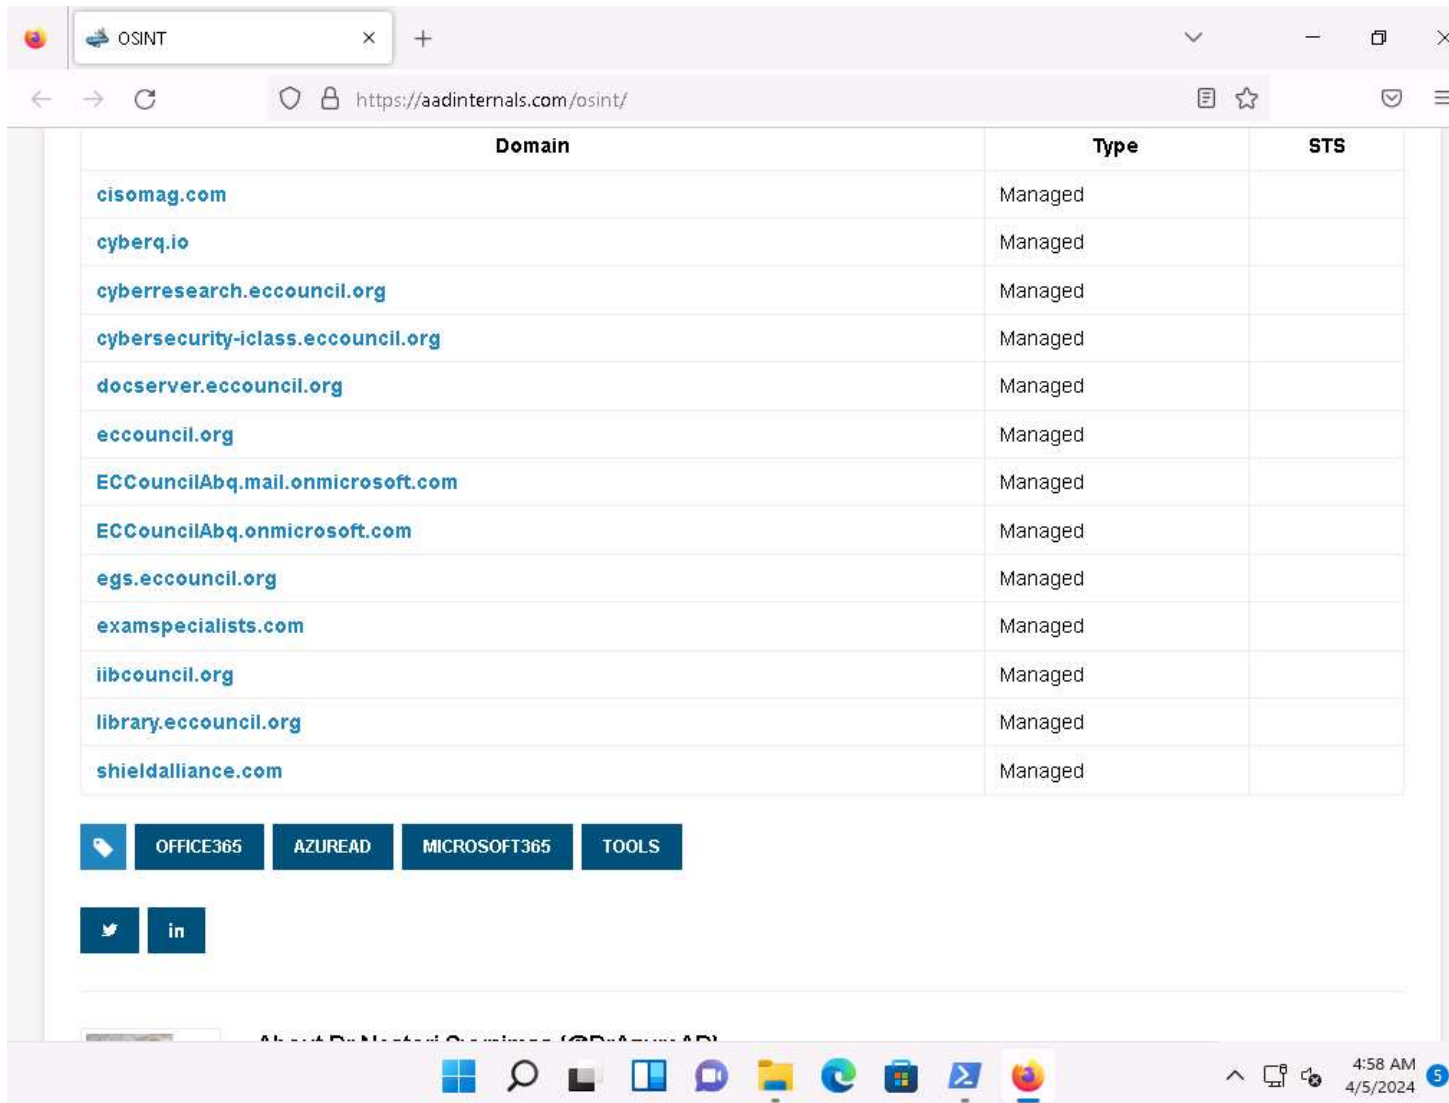 OSINT
https://aadinternals.com/osint/
Domain Type STS
cisomag.com Managed
cyberq.io Managed
cyberresearch.eccouncil.org Managed
cybersecurity-iclass.eccouncil.org Managed
docserver.eccouncil.org Managed
eccouncil.org Managed
ECCouncilAbq.mail.onmicrosoft.com Managed
ECCouncilAbq.onmicrosoft.com Managed
egs.eccouncil.org Managed
examspecialists.com Managed
iibcouncil.org Managed
library.eccouncil.org Managed
shieldalliance.com Managed
OFFICE365 AZUREAD MICROSOFT365 TOOLS
in
About Dr
4:58 AM
4/5/2024 5